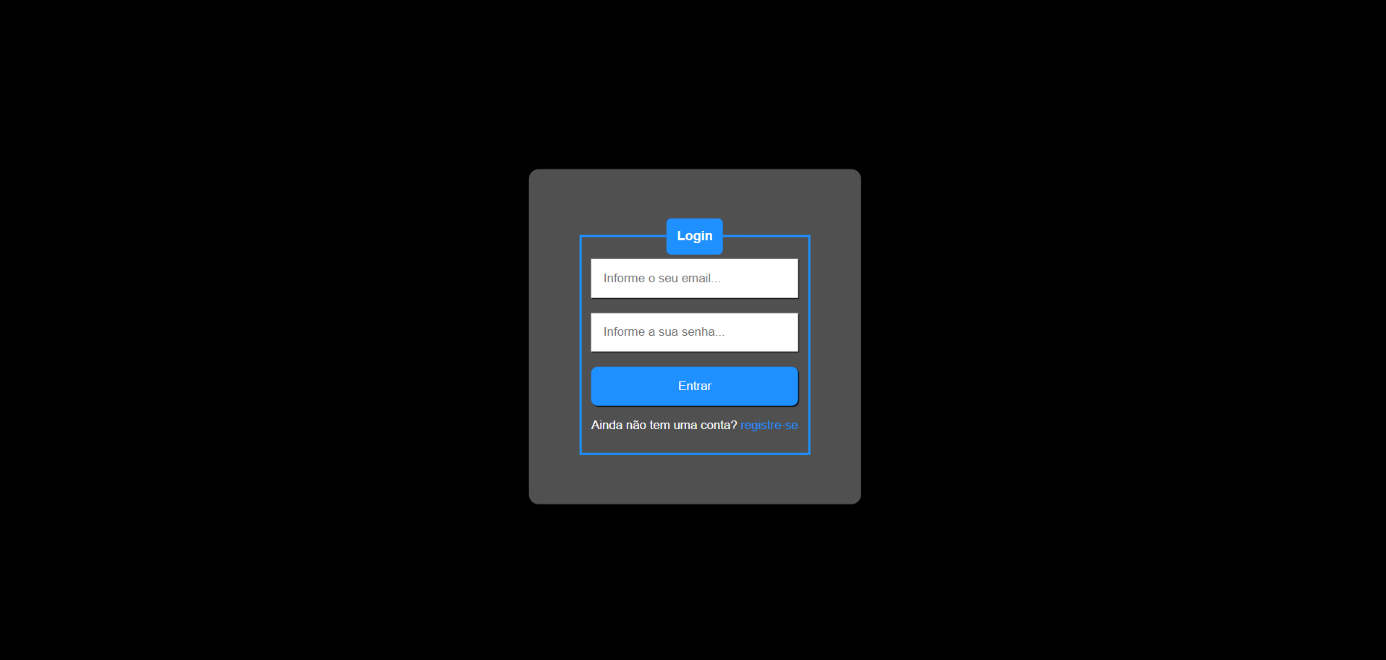 Login
Informe o seu email...
Informe a sua senha...
Entrar
Ainda não tem uma conta? registre-se